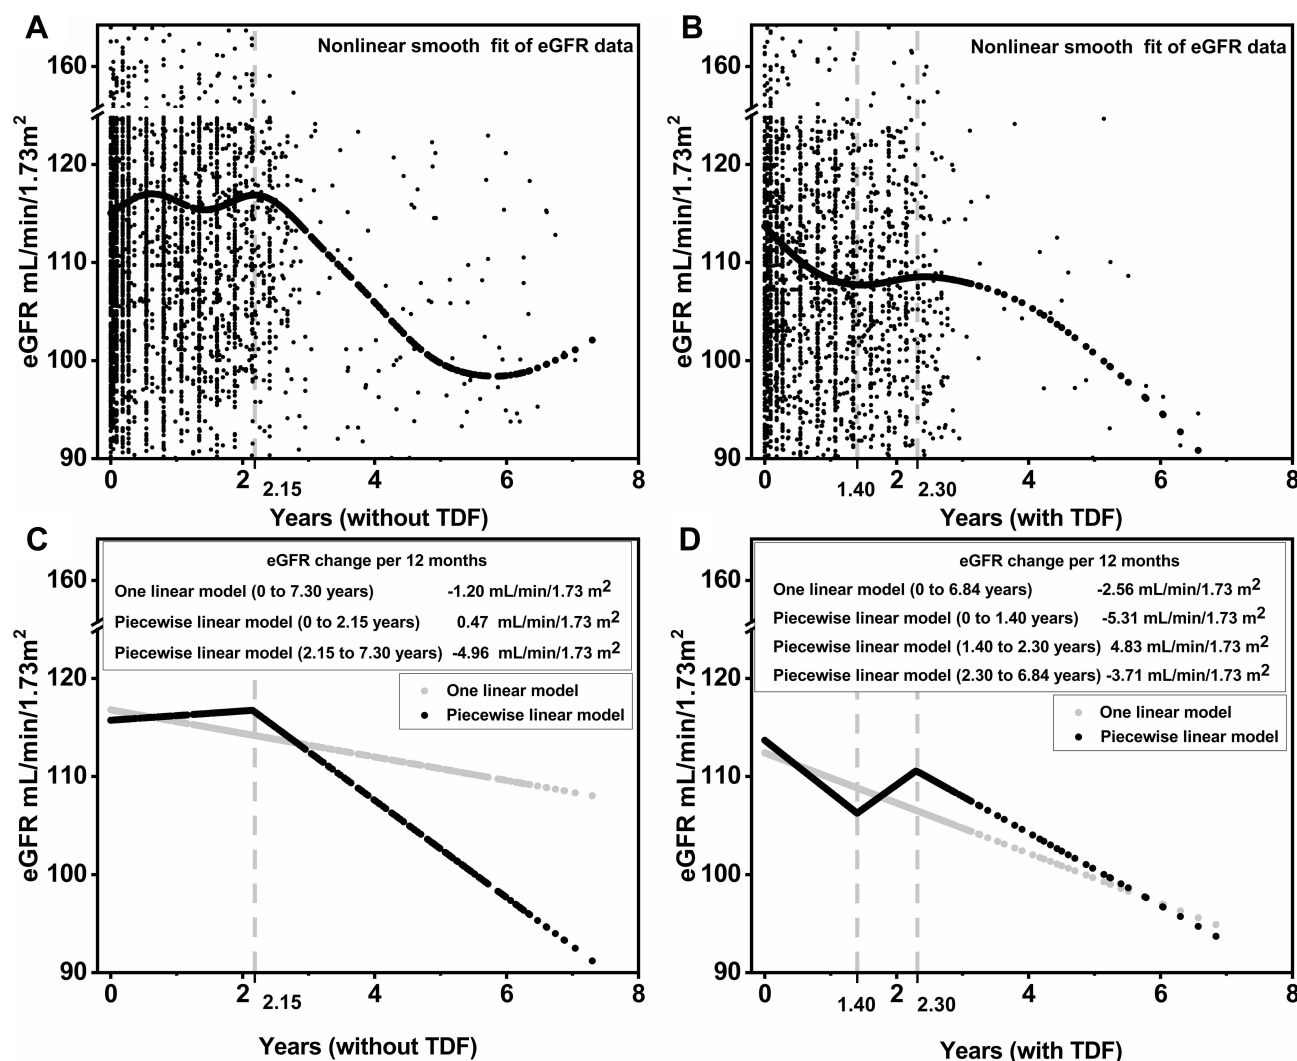 A
Nonlinear smooth fit of eGFR data
eGFR mL/min/1.73m²
160
120
110
100
90
0
2
4
6
8
2.15
Years (without TDF)
B
Nonlinear smooth fit of eGFR data
eGFR mL/min/1.73m²
160
120
110
100
90
0
2
4
6
8
1.40
2.30
Years (with TDF)
C
eGFR change per 12 months
One linear model (0 to 7.30 years) -1.20 mL/min/1.73 m²
Piecewise linear model (0 to 2.15 years) 0.47 mL/min/1.73 m²
Piecewise linear model (2.15 to 7.30 years) -4.96 mL/min/1.73 m²
One linear model
Piecewise linear model
eGFR mL/min/1.73m²
160
120
110
100
90
0
2
4
6
8
2.15
Years (without TDF)
D
eGFR change per 12 months
One linear model (0 to 6.84 years) -2.56 mL/min/1.73 m²
Piecewise linear model (0 to 1.40 years) -5.31 mL/min/1.73 m²
Piecewise linear model (1.40 to 2.30 years) 4.83 mL/min/1.73 m²
Piecewise linear model (2.30 to 6.84 years) -3.71 mL/min/1.73 m²
One linear model
Piecewise linear model
eGFR mL/min/1.73m²
160
120
110
100
90
0
2
4
6
8
1.40
2.30
Years (with TDF)